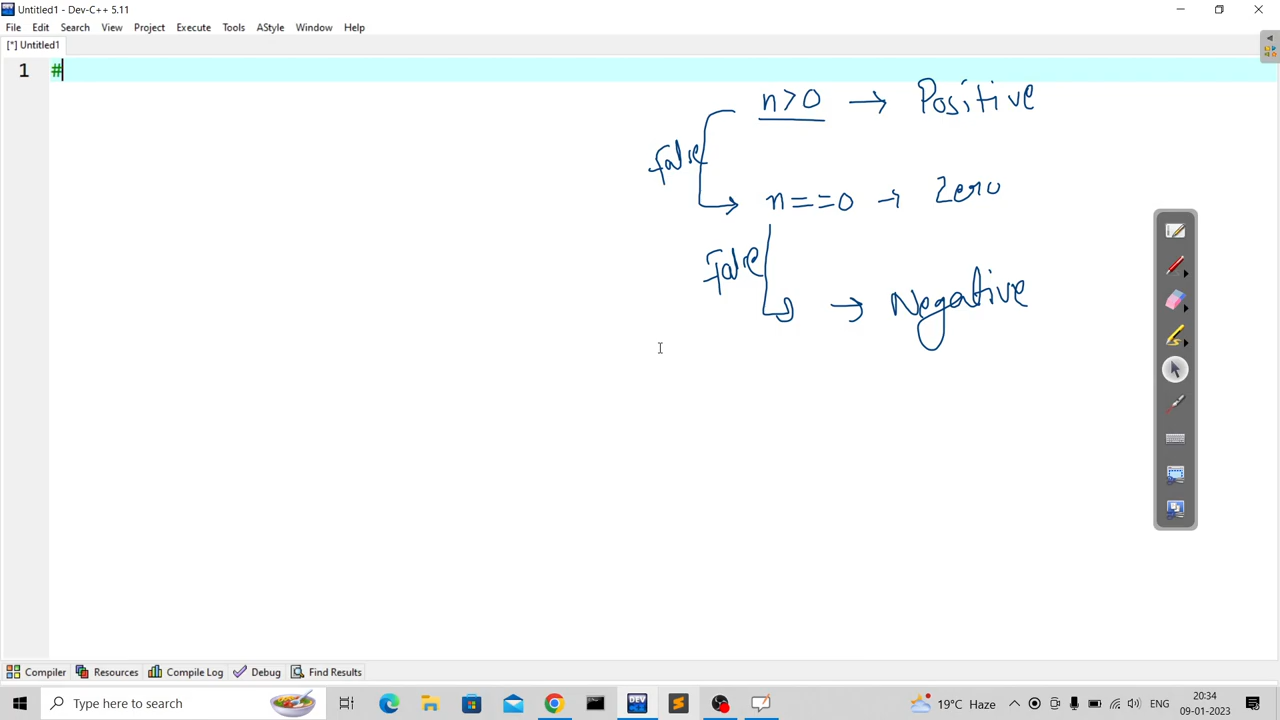 Untitled1 - Dev-C++ 5.11
File Edit Search View Project Execute Tools AStyle Window Help
[*] Untitled1
1 #
n>0 → Positive
false
n==0 → Zero
False
→ Negative
Compiler Resources Compile Log Debug Find Results
Type here to search
DEV
19°C Haze
ENG
20:34
09-01-2023